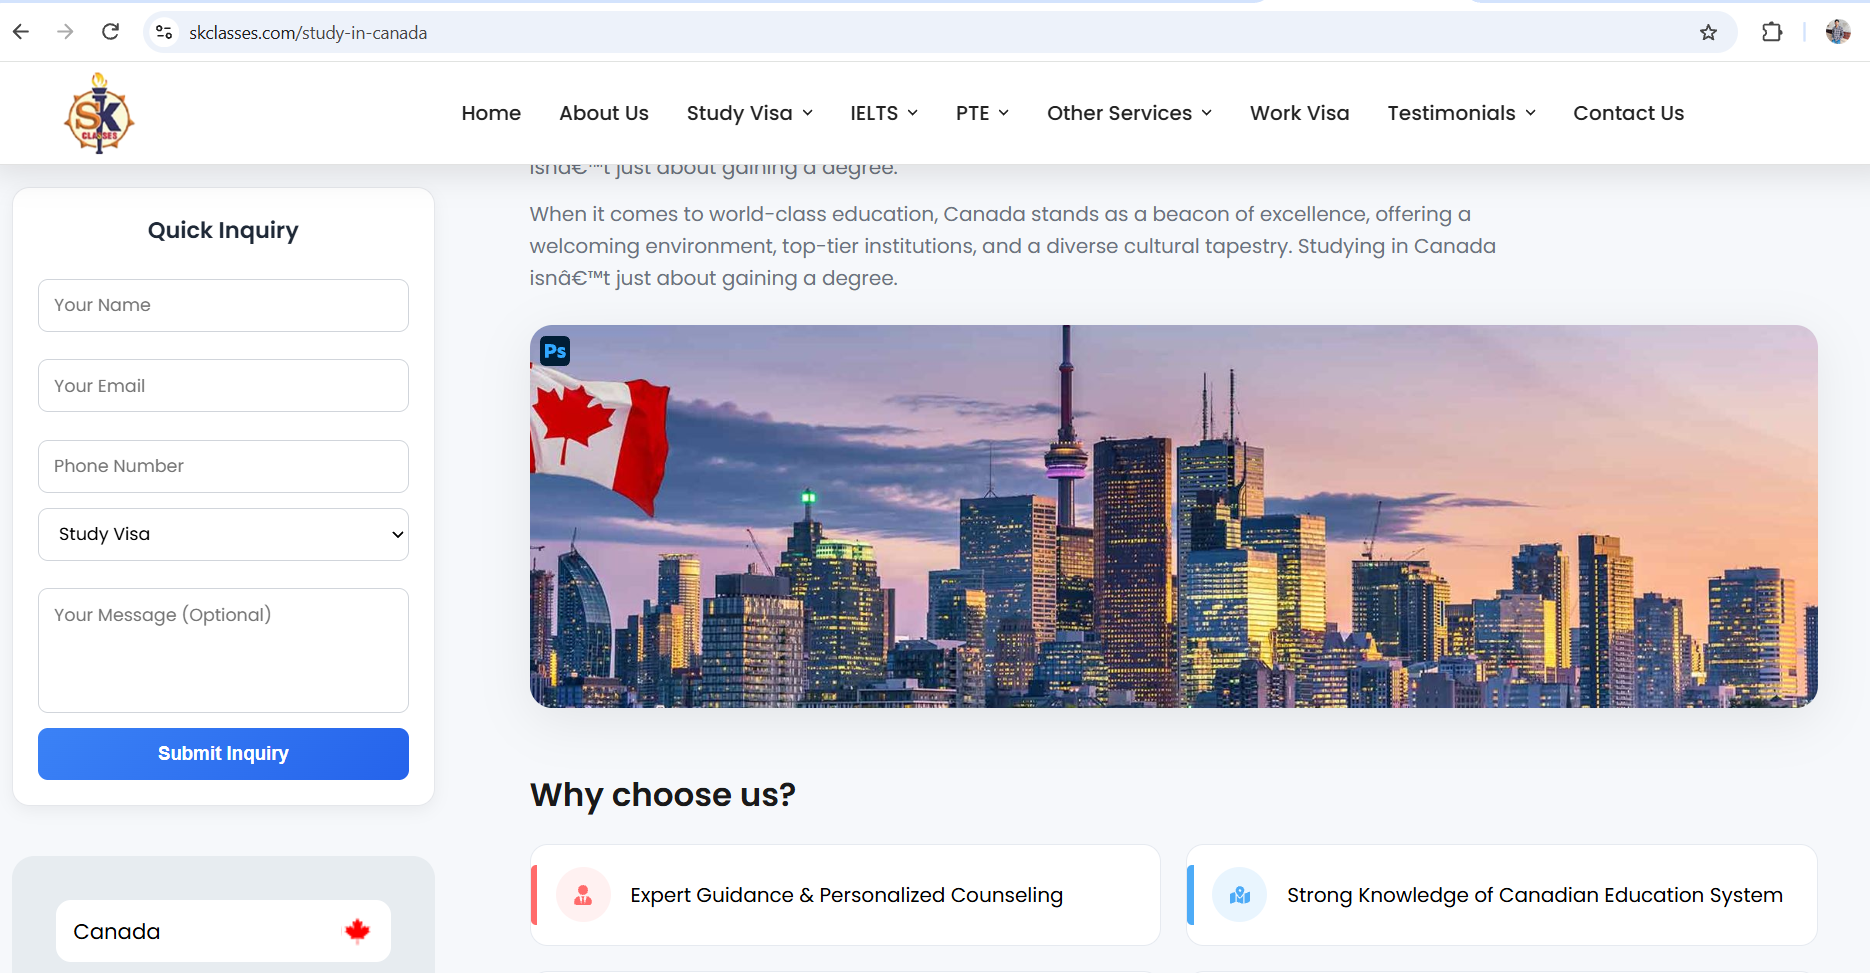 skclasses.com/study-in-canada
SK
CLASSES
Home About Us Study Visa IELTS PTE Other Services Work Visa Testimonials Contact Us
isnâ€™t just about gaining a degree.
When it comes to world-class education, Canada stands as a beacon of excellence, offering a
welcoming environment, top-tier institutions, and a diverse cultural tapestry. Studying in Canada
isnâ€™t just about gaining a degree.
Quick Inquiry
Your Name
Your Email
Phone Number
Study Visa
Your Message (Optional)
Submit Inquiry
Canada
Ps
Why choose us?
Expert Guidance & Personalized Counseling
Strong Knowledge of Canadian Education System